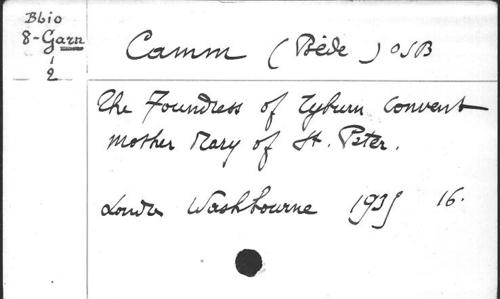 Bbio
8-Garn
1
2
Camm (Bède) OSB
The Foundress of Tyburn Convent
Mother Mary of St. Peter.
Londres Washbourne 1935 16.